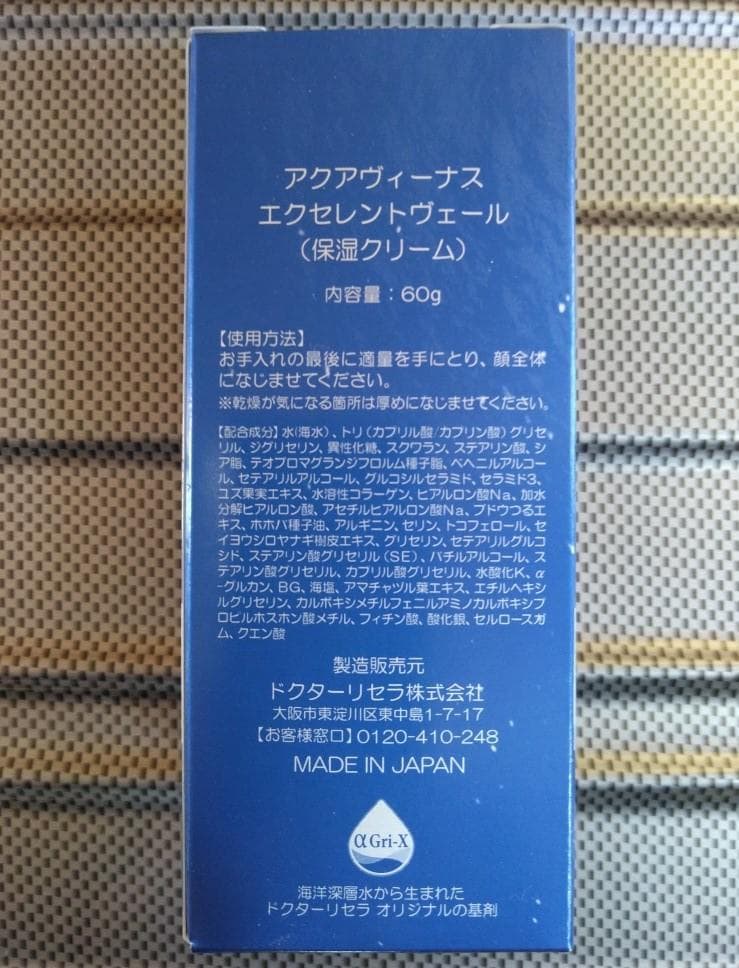 アクアヴィーナス
エクセレントヴェール
（保湿クリーム）
内容量：60g
【使用方法】
お手入れの最後に適量を手にとり、顔全体
になじませてください。
※乾燥が気になる箇所は厚めになじませてください。
【配合成分】水(海水)、トリ（カプリル酸/カプリン酸）グリセ
リル、ジグリセリン、異性化糖、スクワラン、ステアリン酸、シ
ア脂、テオブロマグランジフロルム種子脂、ベヘニルアルコー
ル、セテアリルアルコール、グルコシルセラミド、セラミド3、
ユズ果実エキス、水溶性コラーゲン、ヒアルロン酸Na、加水
分解ヒアルロン酸、アセチルヒアルロン酸Na、ブドウつるエ
キス、ホホバ種子油、アルギニン、セリン、トコフェロール、セ
イヨウシロヤナギ樹皮エキス、グリセリン、セテアリルグルコ
シド、ステアリン酸グリセリル（SE）、バチルアルコール、ス
テアリン酸グリセリル、カプリル酸グリセリル、水酸化K、α
-グルカン、BG、海塩、アマチャヅル葉エキス、エチルヘキシ
ルグリセリン、カルボキシメチルフェニルアミノカルボキシプ
ロピルホスホン酸メチル、フィチン酸、酸化銀、セルロースガ
ム、クエン酸
製造販売元
ドクターリセラ株式会社
大阪市東淀川区東中島1-7-17
【お客様窓口】0120-410-248
MADE IN JAPAN
α Gri-X
海洋深層水から生まれた
ドクターリセラ オリジナルの基剤